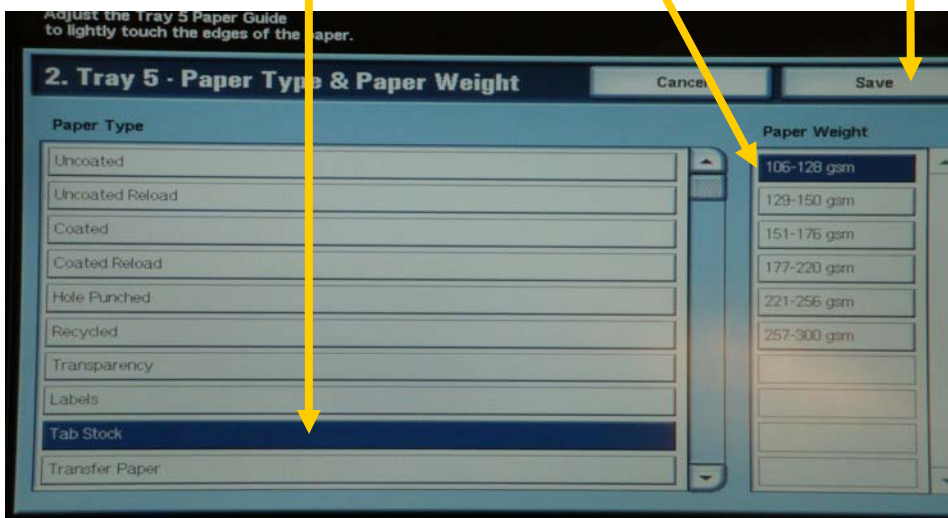 Adjust the Tray 5 Paper Guide
to lightly touch the edges of the paper.
2. Tray 5 - Paper Type & Paper Weight
Cancel
Save
Paper Type
Uncoated
Uncoated Reload
Coated
Coated Reload
Hole Punched
Recycled
Transparency
Labels
Tab Stock
Transfer Paper
Paper Weight
106-128 gsm
129-150 gsm
151-176 gsm
177-220 gsm
221-256 gsm
257-300 gsm